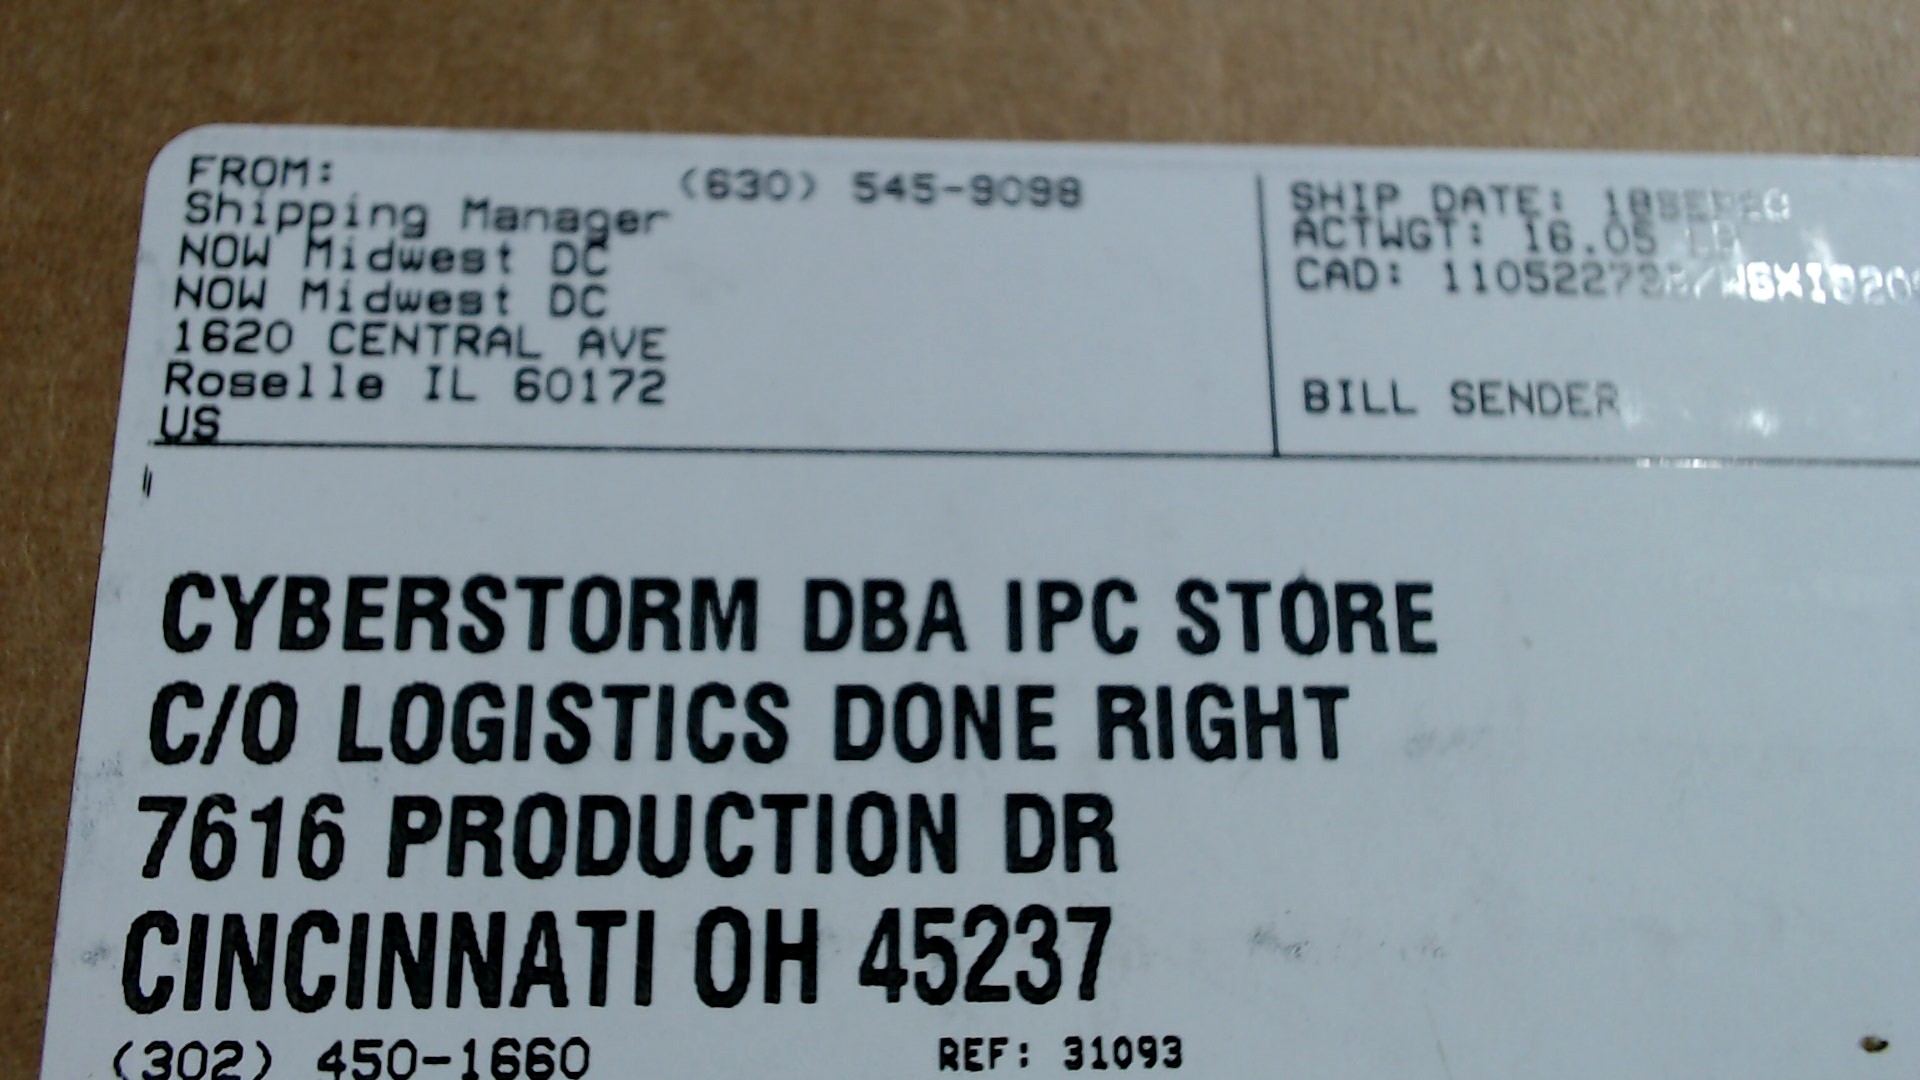 FROM:
Shipping Manager
(630) 545-9098
NOW Midwest DC
NOW Midwest DC
1620 CENTRAL AVE
Roselle IL 60172
US
SHIP DATE: 18SEP20
ACTWGT: 16.05 LB
CAD:
BILL SENDER
CYBERSTORM DBA IPC STORE
C/O LOGISTICS DONE RIGHT
7616 PRODUCTION DR
CINCINNATI OH 45237
(302) 450-1660
REF: 31093